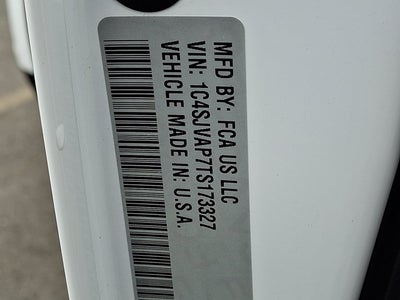 MFD BY: FCA US LLC
VIN: 1C4SJVAP7TS173327
VEHICLE MADE IN: U.S.A.